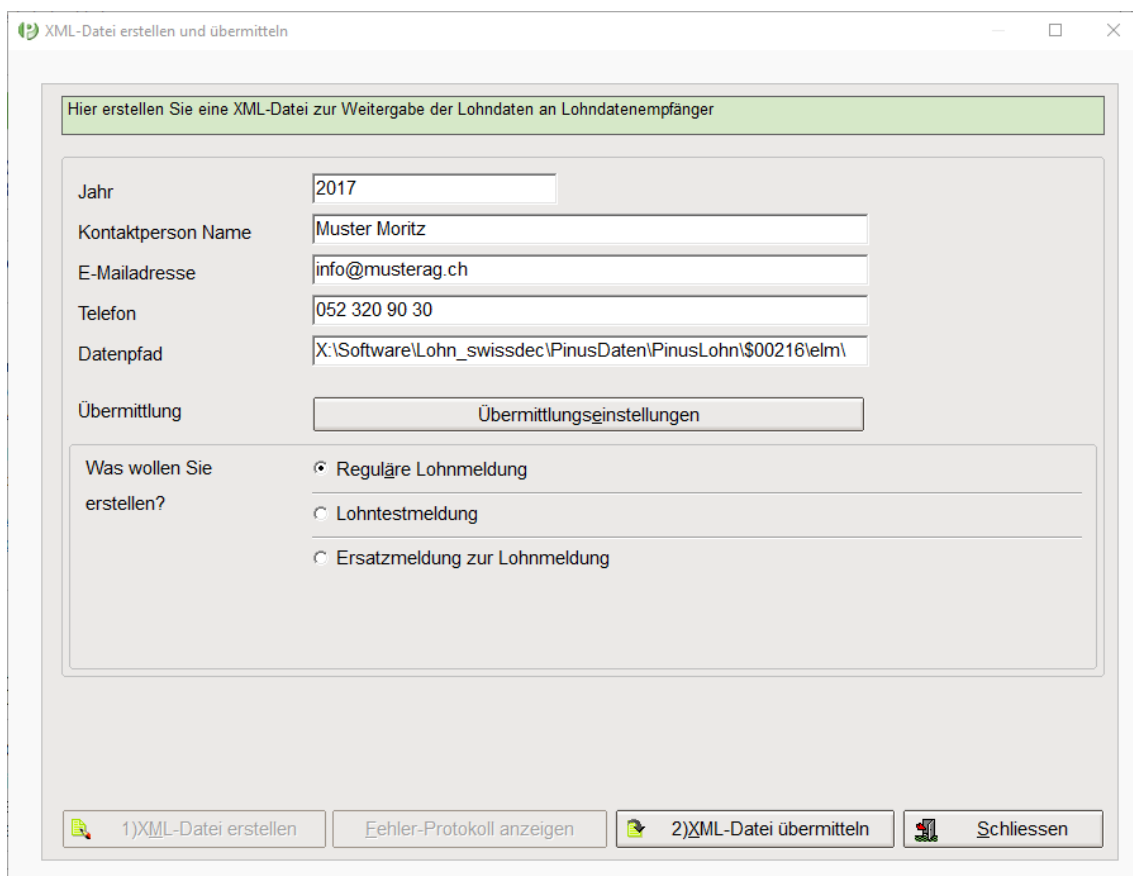 XML-Datei erstellen und übermitteln
Hier erstellen Sie eine XML-Datei zur Weitergabe der Lohndaten an Lohndatenempfänger
Jahr 2017
Kontaktperson Name Muster Moritz
E-Mailadresse info@musterag.ch
Telefon 052 320 90 30
Datenpfad X:\Software\Lohn_swissdec\PinusDaten\PinusLohn\$00216\elm\
Übermittlung Übermittlungseinstellungen
Was wollen Sie Reguläre Lohnmeldung
erstellen?
Lohntestmeldung
Ersatzmeldung zur Lohnmeldung
1)XML-Datei erstellen Fehler-Protokoll anzeigen 2)XML-Datei übermitteln Schliessen